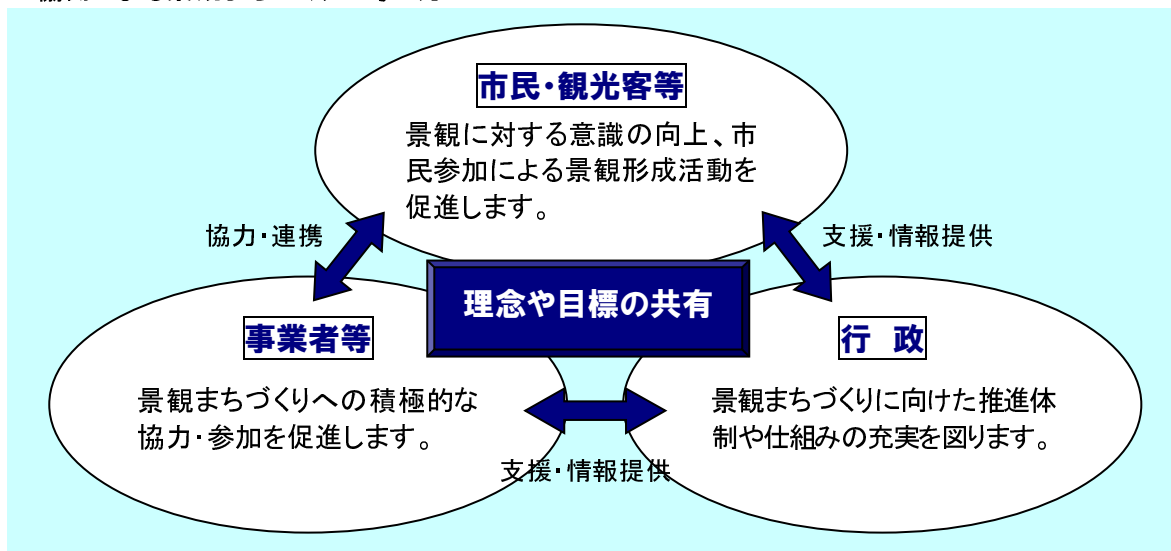 市民・観光客等
景観に対する意識の向上、市
民参加による景観形成活動を
促進します。
協力・連携
支援・情報提供
理念や目標の共有
事業者等
景観まちづくりへの積極的な
協力・参加を促進します。
行 政
景観まちづくりに向けた推進体
制や仕組みの充実を図ります。
支援・情報提供